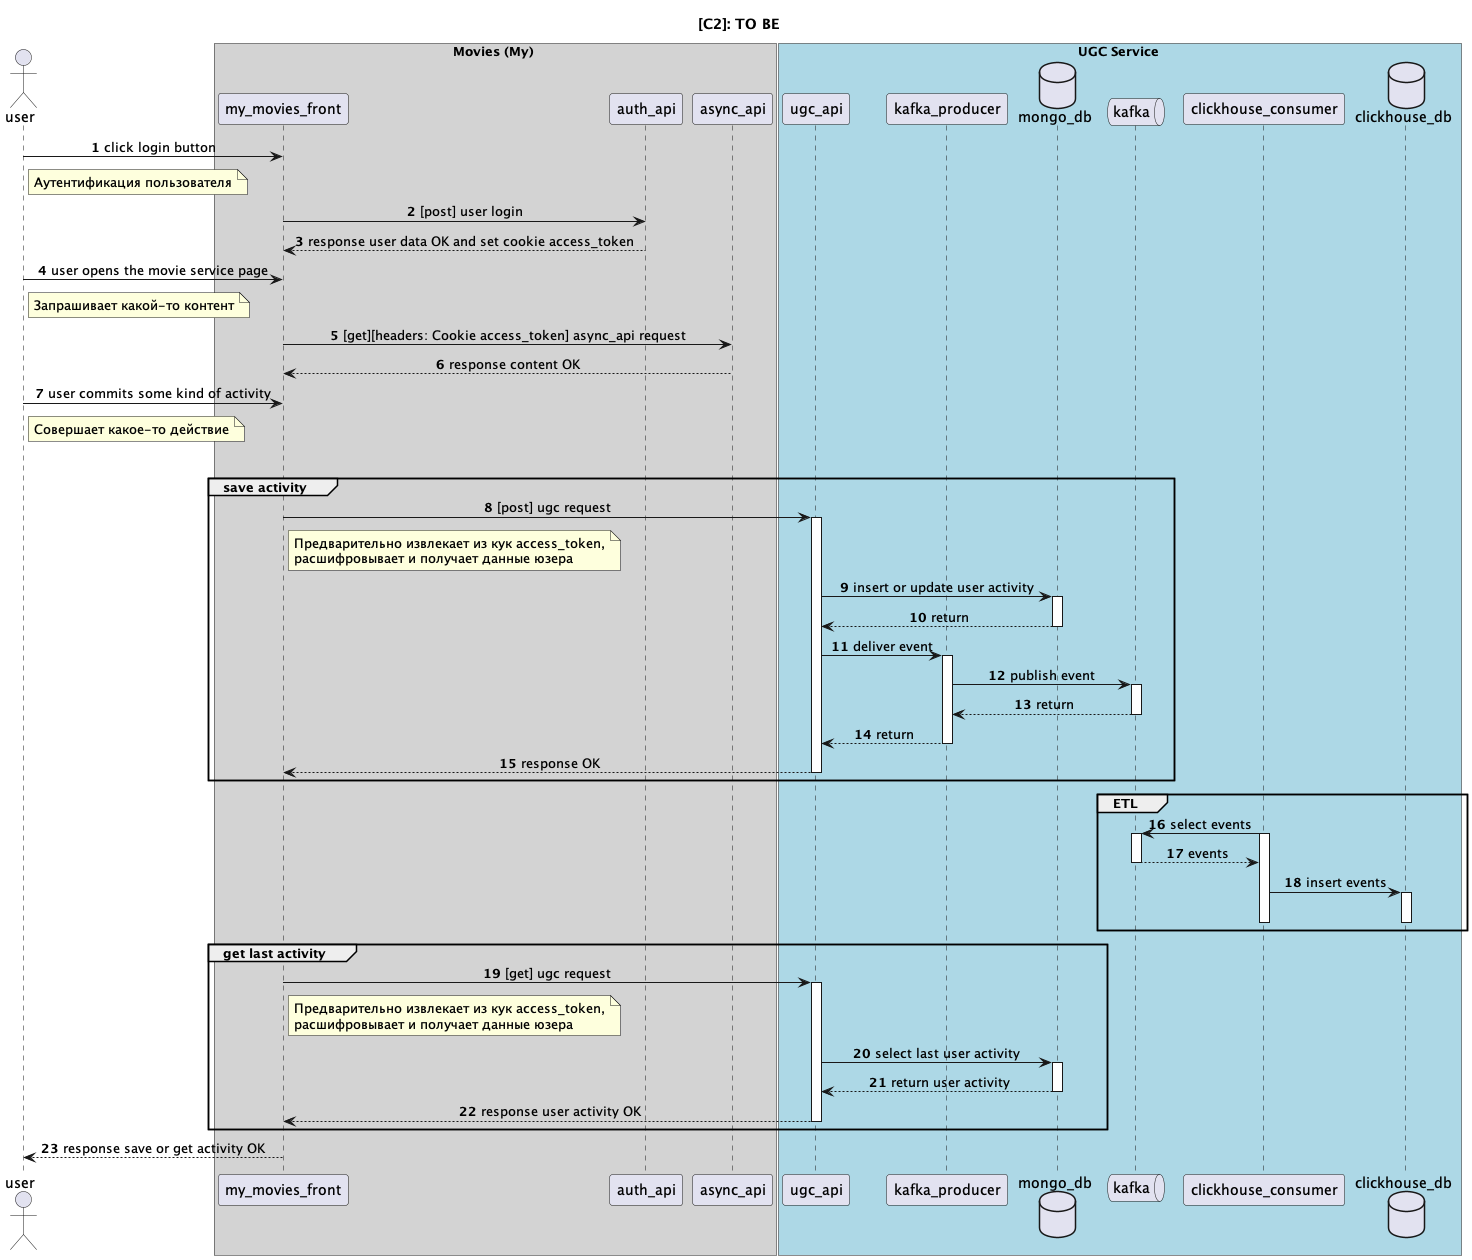 [C2]: TO BE
Movies (My)
UGC Service
user
my_movies_front
auth_api
async_api
ugc_api
kafka_producer
mongo_db
kafka
clickhouse_consumer
clickhouse_db
1 click login button
Аутентификация пользователя
2 [post] user login
3 response user data OK and set cookie access_token
4 user opens the movie service page
Запрашивает какой-то контент
5 [get][headers: Cookie access_token] async_api request
6 response content OK
7 user commits some kind of activity
Совершает какое-то действие
save activity
8 [post] ugc request
Предварительно извлекает из кук access_token,
расшифровывает и получает данные юзера
9 insert or update user activity
10 return
11 deliver event
12 publish event
13 return
14 return
15 response OK
ETL
16 select events
17 events
18 insert events
get last activity
19 [get] ugc request
Предварительно извлекает из кук access_token,
расшифровывает и получает данные юзера
20 select last user activity
21 return user activity
22 response user activity OK
23 response save or get activity OK
user
my_movies_front
auth_api
async_api
ugc_api
kafka_producer
mongo_db
kafka
clickhouse_consumer
clickhouse_db